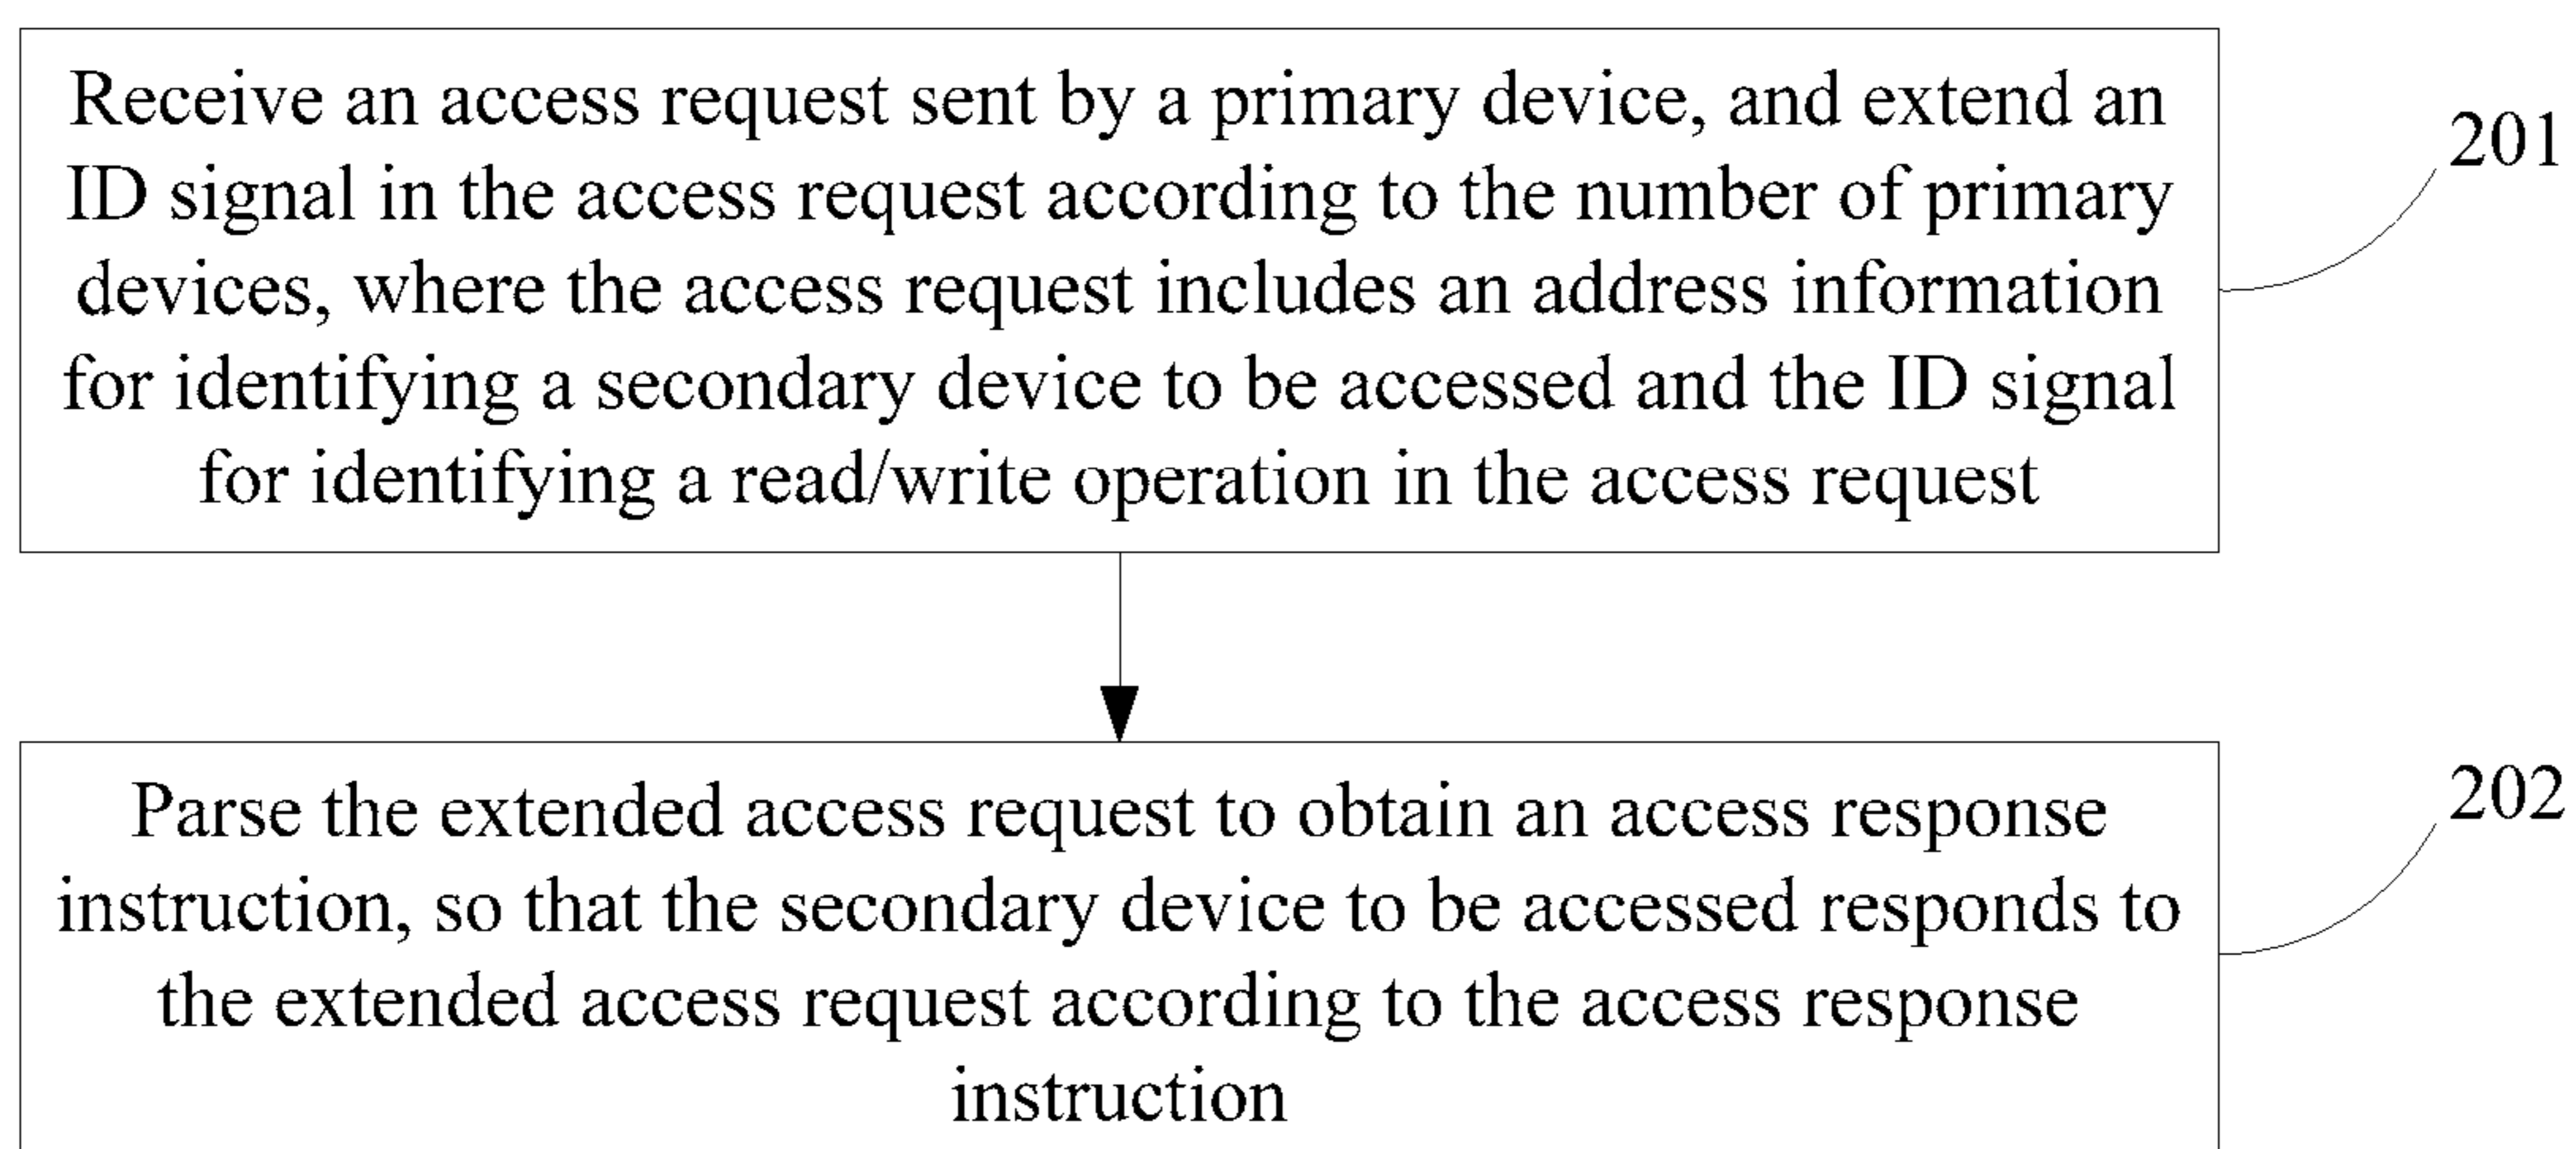 Receive an access request sent by a primary device, and extend an
ID signal in the access request according to the number of primary
devices, where the access request includes an address information
for identifying a secondary device to be accessed and the ID signal
for identifying a read/write operation in the access request
201
Parse the extended access request to obtain an access response
instruction, so that the secondary device to be accessed responds to
the extended access request according to the access response
instruction
202